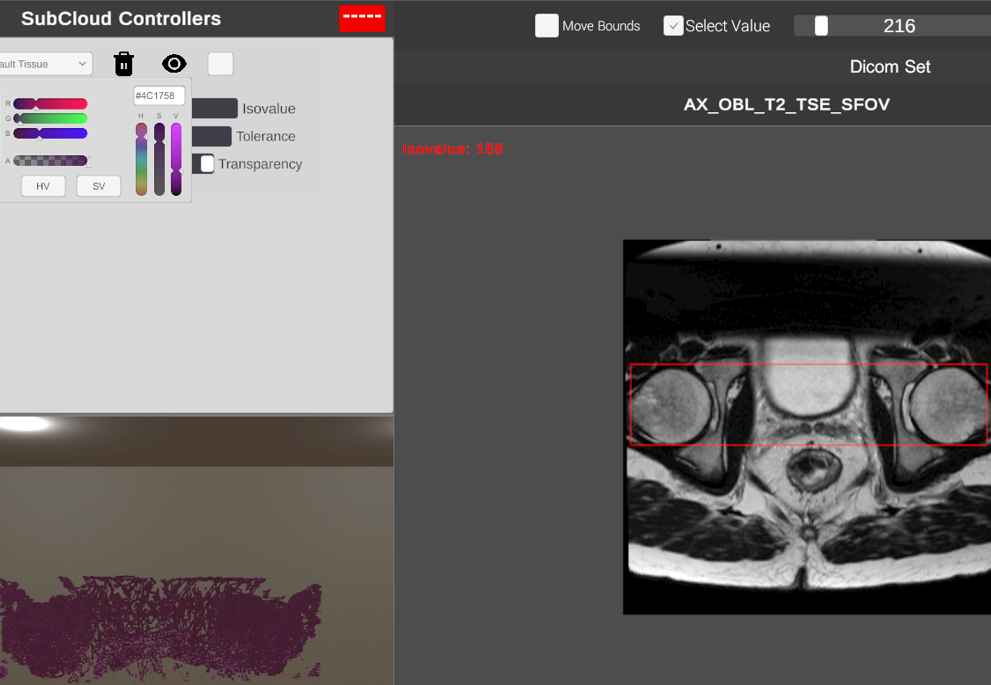 SubCloud Controllers
-----
Move Bounds
Select Value
216
Dicom Set
AX_OBL_T2_TSE_SFOV
ault Tissue
#4C1758
R
G
B
A
H S V
HV
SV
Isovalue
Tolerance
Transparency
Isovalue: 159